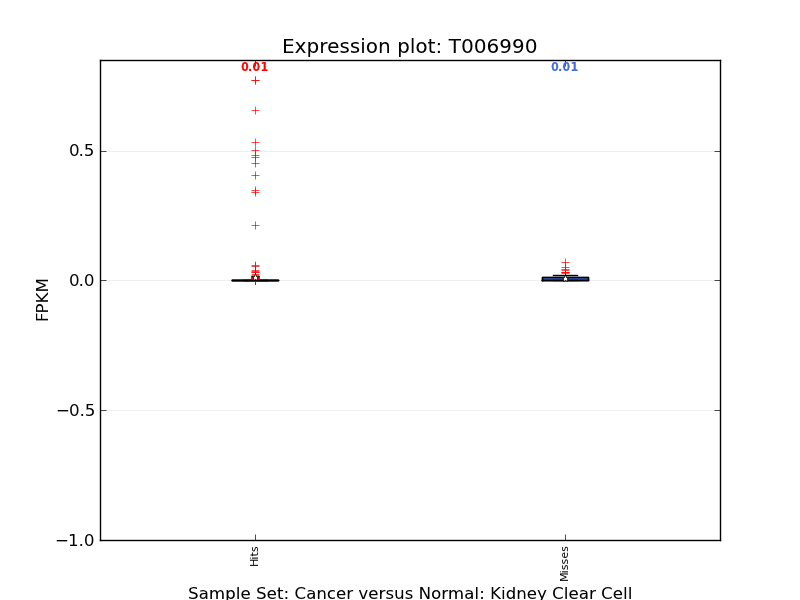 Expression plot: T006990
0.01
0.01
0.5
0.0
−0.5
−1.0
FPKM
Hits
Misses
Sample Set: Cancer versus Normal: Kidney Clear Cell